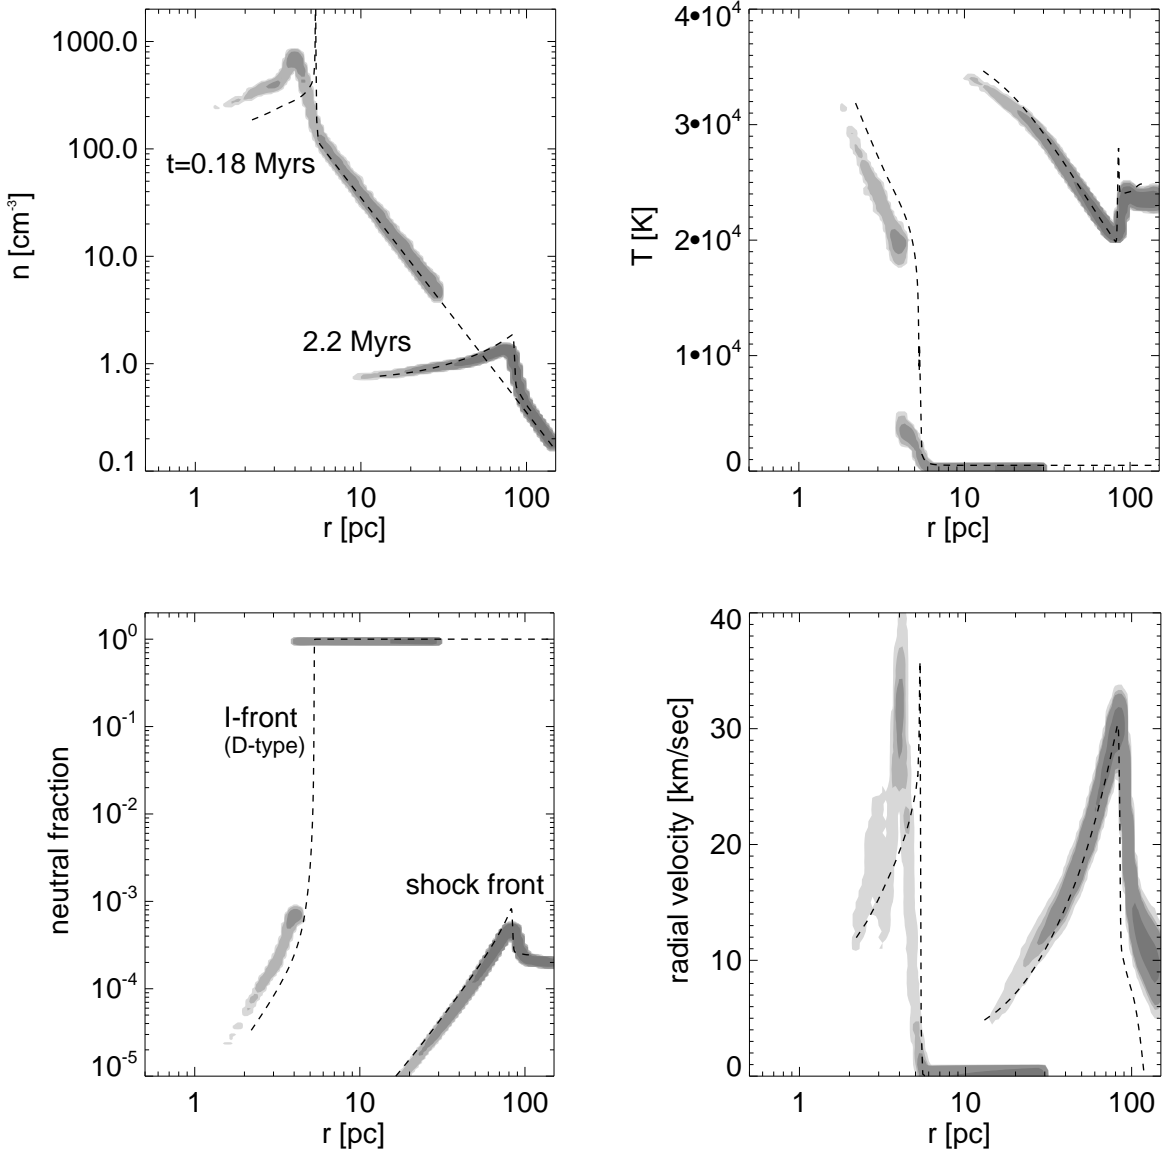 1000.0
100.0
10.0
1.0
0.1
n [cm⁻³]
t=0.18 Myrs
2.2 Myrs
1 10 100
r [pc]
4•10⁴
3•10⁴
2•10⁴
1•10⁴
0
T [K]
1 10 100
r [pc]
10⁰
10⁻¹
10⁻²
10⁻³
10⁻⁴
10⁻⁵
neutral fraction
I-front
(D-type)
shock front
1 10 100
r [pc]
40
30
20
10
0
radial velocity [km/sec]
1 10 100
r [pc]